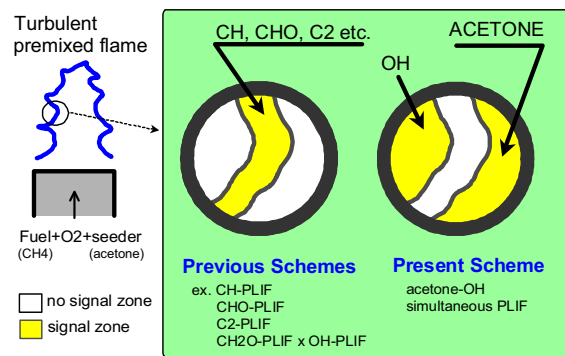 Turbulent
premixed flame
Fuel+O2+seeder
(CH4) (acetone)
no signal zone
signal zone
CH, CHO, C2 etc.
ACETONE
OH
Previous Schemes
ex. CH-PLIF
CHO-PLIF
C2-PLIF
CH2O-PLIF x OH-PLIF
Present Scheme
acetone-OH
simultaneous PLIF